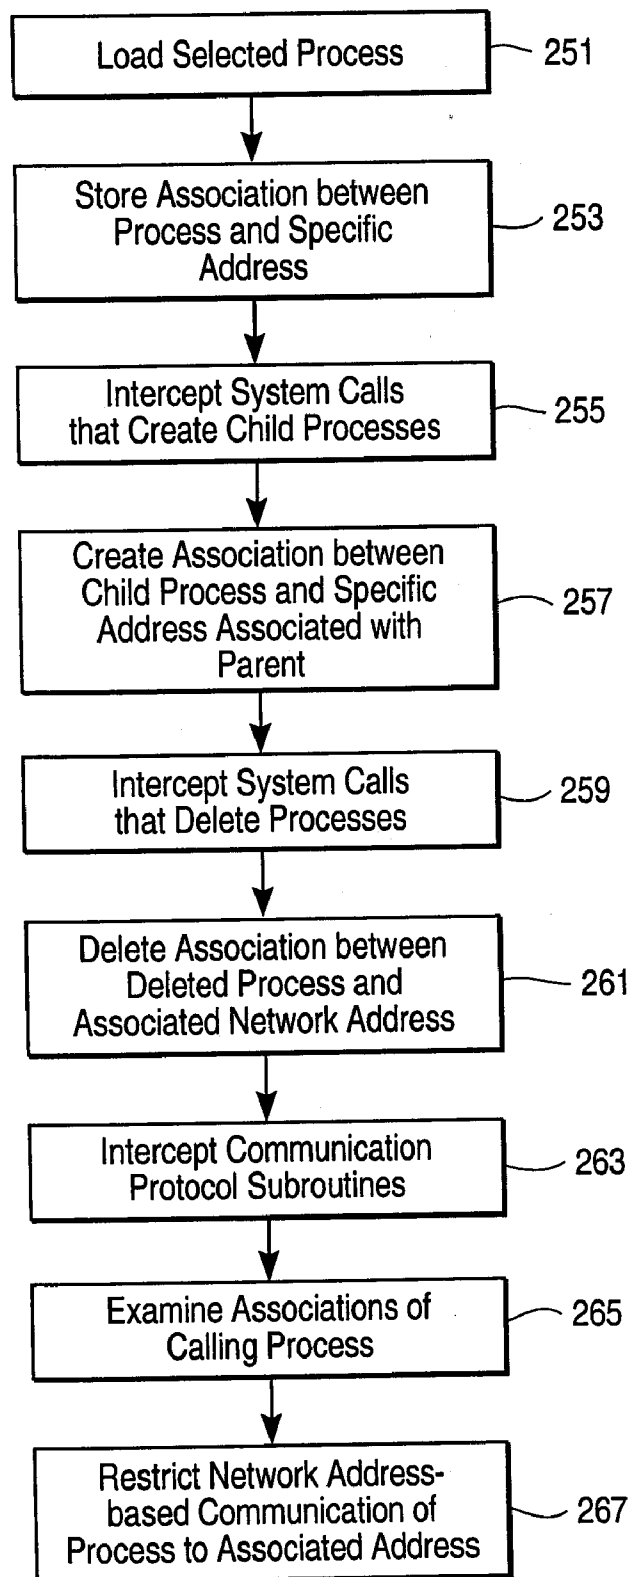 Load Selected Process
251
Store Association between
Process and Specific
Address
253
Intercept System Calls
that Create Child Processes
255
Create Association between
Child Process and Specific
Address Associated with
Parent
257
Intercept System Calls
that Delete Processes
259
Delete Association between
Deleted Process and
Associated Network Address
261
Intercept Communication
Protocol Subroutines
263
Examine Associations of
Calling Process
265
Restrict Network Address-
based Communication of
Process to Associated Address
267